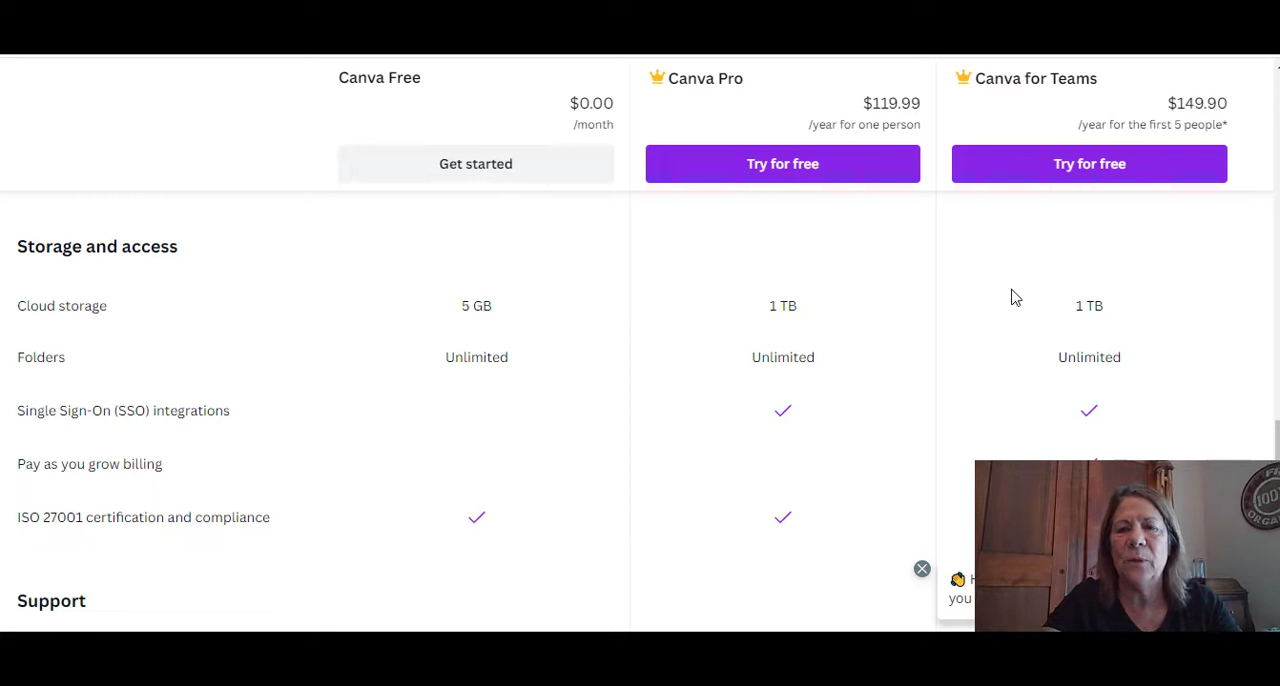 Canva Free
Canva Pro
Canva for Teams
$0.00
$119.99
$149.90
/month
/year for one person
/year for the first 5 people*
Get started
Try for free
Try for free
Storage and access
Cloud storage
5 GB
1 TB
1 TB
Folders
Unlimited
Unlimited
Unlimited
Single Sign-On (SSO) integrations
Pay as you grow billing
ISO 27001 certification and compliance
Support
you
100%